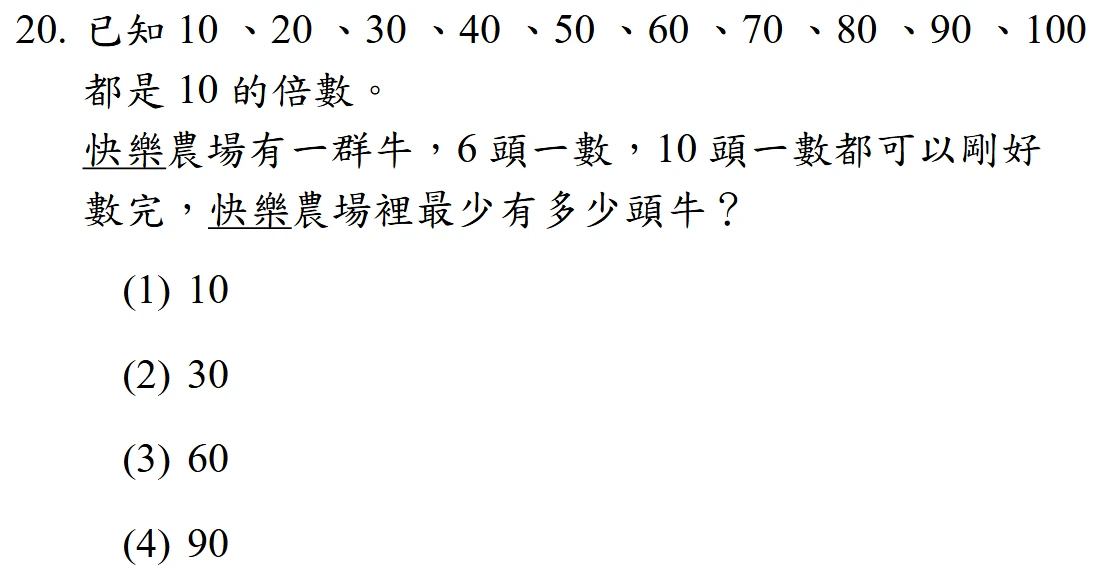 20. 已知 10 、20 、30 、40 、50 、60 、70 、80 、90 、100
都是 10 的倍數。
快樂農場有一群牛，6 頭一數，10 頭一數都可以剛好
數完，快樂農場裡最少有多少頭牛？
(1) 10
(2) 30
(3) 60
(4) 90